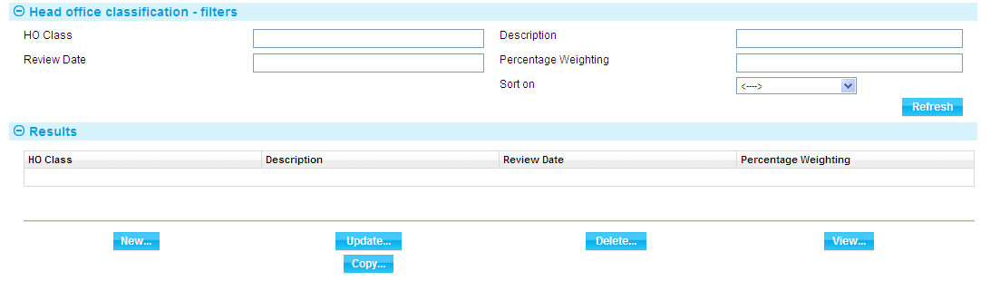 Head office classification - filters
HO Class Description
Review Date Percentage Weighting
Sort on <---->
Refresh
Results
HO Class Description Review Date Percentage Weighting
New... Update... Delete... View...
Copy...